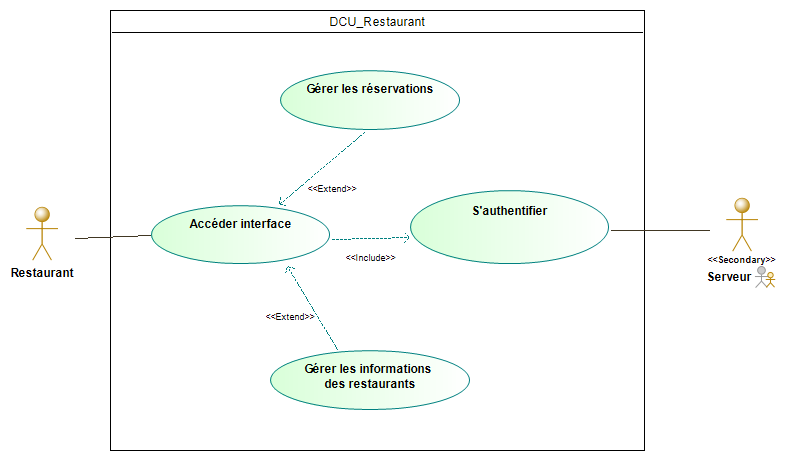 DCU_Restaurant
Gérer les réservations
<<Extend>>
Accéder interface
S'authentifier
<<Include>>
Restaurant
<<Secondary>>
Serveur
<<Extend>>
Gérer les informations
des restaurants